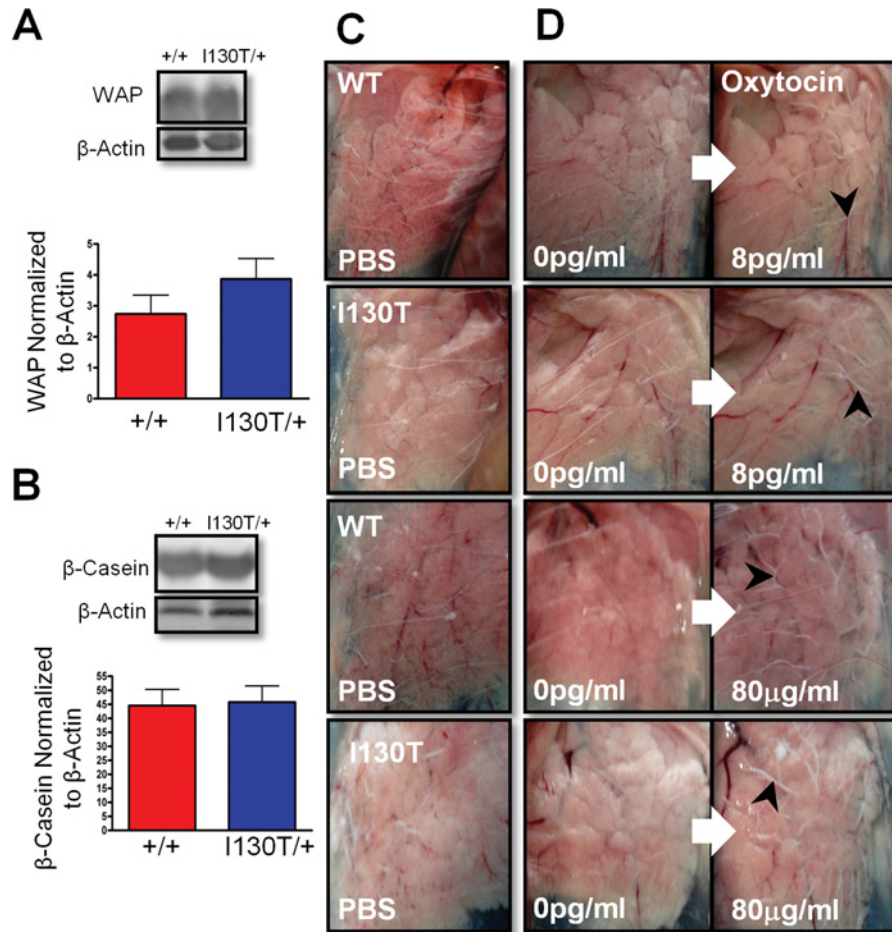 A
+/+ I130T/+
WAP
β-Actin
WAP Normalized
to β-Actin
5
4
3
2
1
0
+/+
I130T/+
B
+/+ I130T/+
β-Casein
β-Actin
β-Casein Normalized
to β-Actin
55
50
45
40
35
30
25
20
15
10
5
0
+/+
I130T/+
C
WT
PBS
I130T
PBS
WT
PBS
I130T
PBS
D
Oxytocin
0pg/ml
8pg/ml
0pg/ml
8pg/ml
0pg/ml
80μg/ml
0pg/ml
80μg/ml